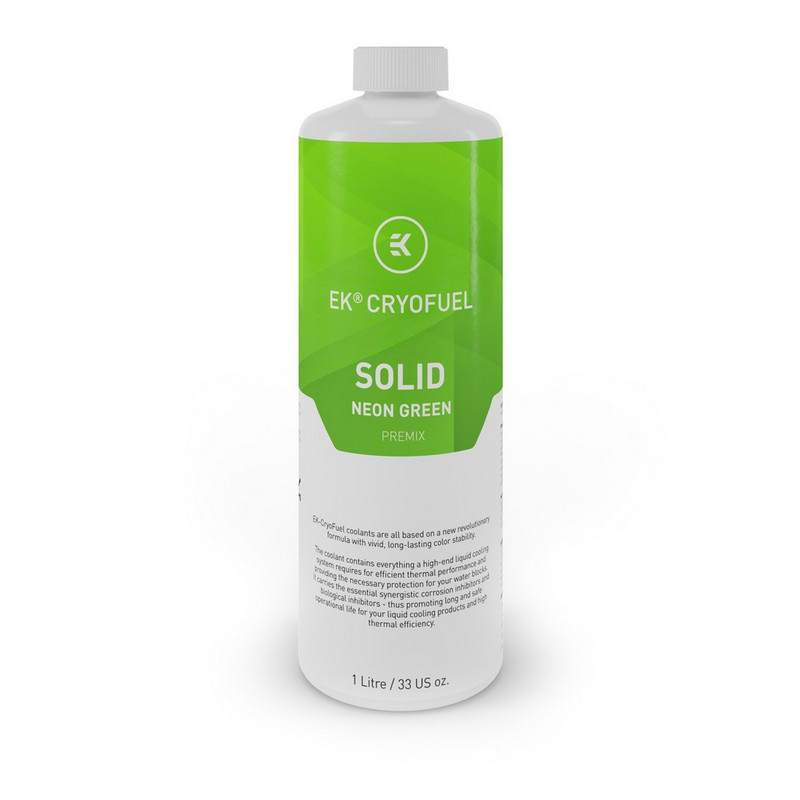 EK® CRYOFUEL
SOLID
NEON GREEN
PREMIX
EK-CryoFuel coolants are all based on a new revolutionary
formula with vivid, long-lasting color stability.
The coolant contains everything a high-end liquid cooling
system requires for efficient thermal performance and
providing the necessary protection for your water blocks.
It carries the essential synergistic corrosion inhibitors and
biological inhibitors - thus promoting long and safe
operational life for your liquid cooling products and high
thermal efficiency.
1 Litre / 33 US oz.